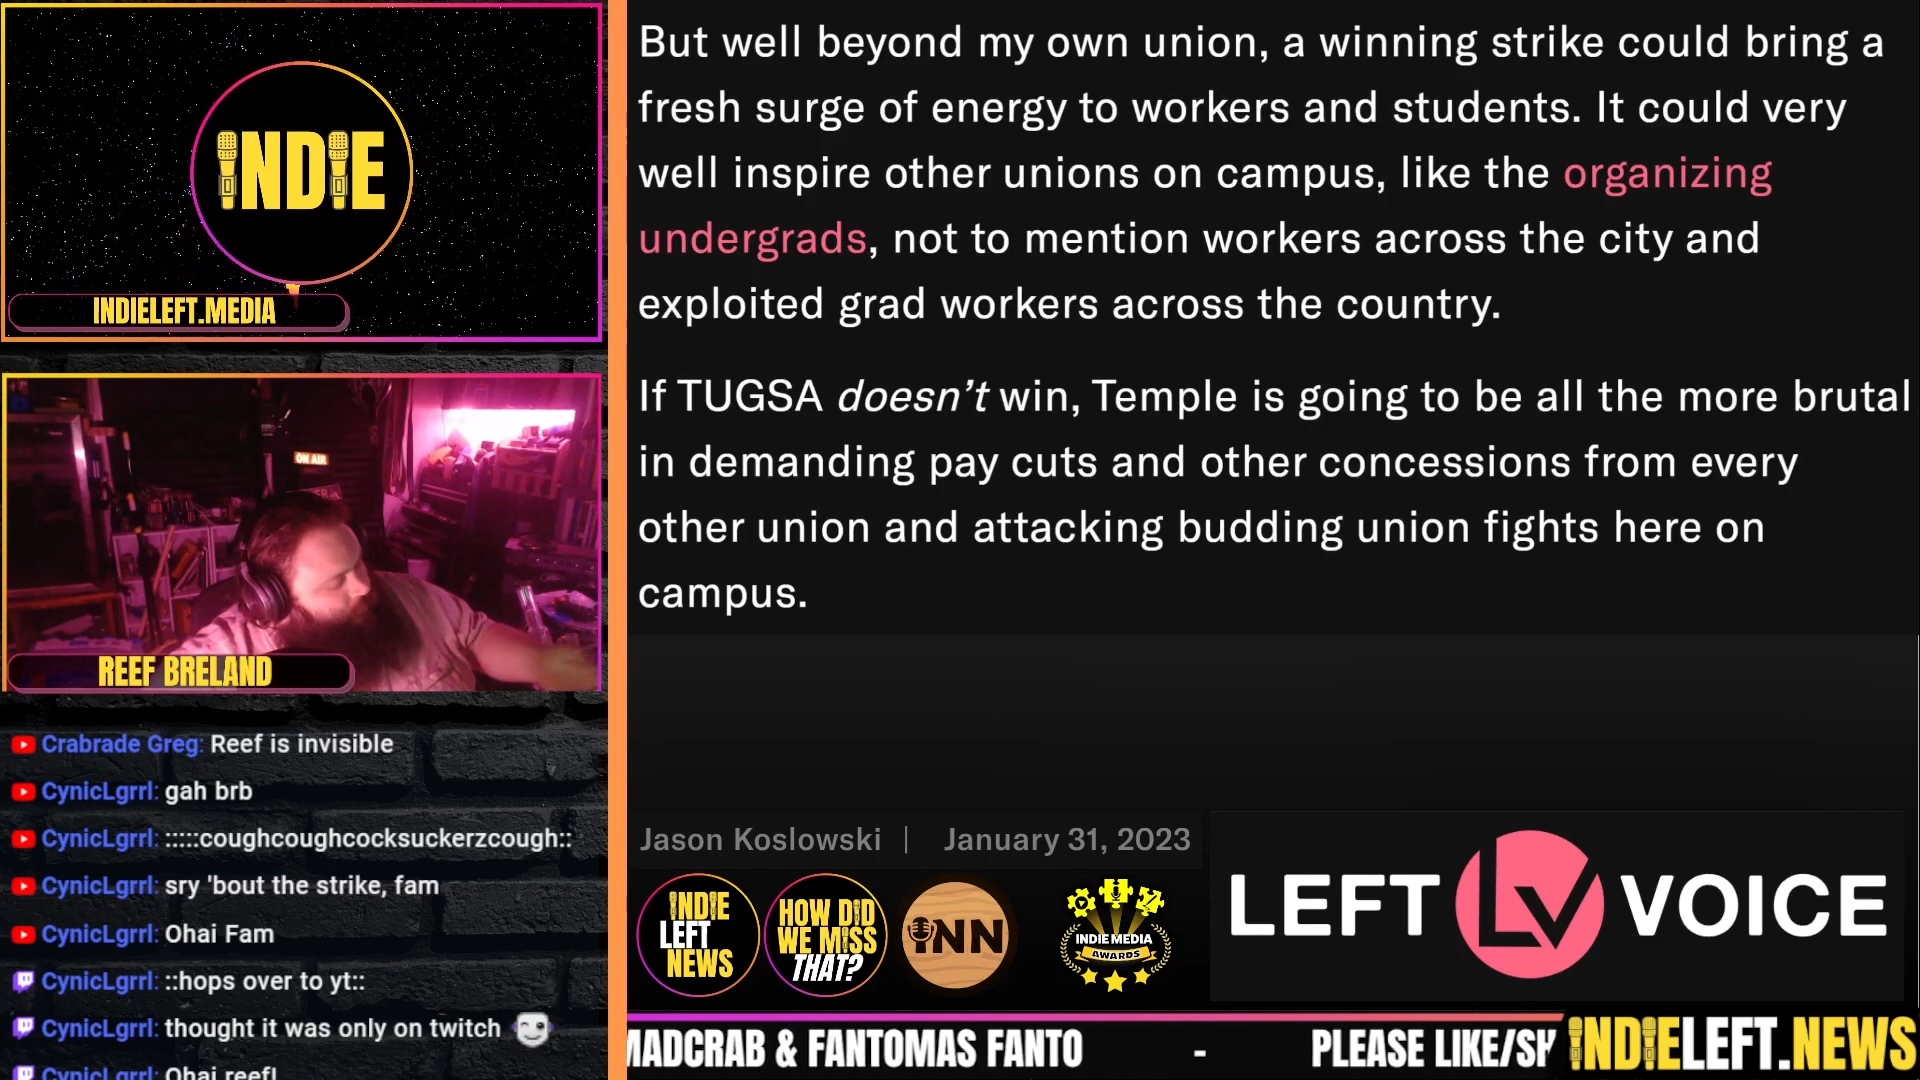 INDIE
INDIELEFT.MEDIA
ON AIR
REEF BRELAND
Crabrade Greg: Reef is invisible
CynicLgrrl: gah brb
CynicLgrrl: :::::coughcoughcocksuckerzcough::
CynicLgrrl: sry 'bout the strike, fam
CynicLgrrl: Ohai Fam
CynicLgrrl: ::hops over to yt::
CynicLgrrl: thought it was only on twitch
CynicLgrrl: Ohai reef!
But well beyond my own union, a winning strike could bring a
fresh surge of energy to workers and students. It could very
well inspire other unions on campus, like the organizing
undergrads, not to mention workers across the city and
exploited grad workers across the country.
If TUGSA doesn’t win, Temple is going to be all the more brutal
in demanding pay cuts and other concessions from every
other union and attacking budding union fights here on
campus.
Jason Koslowski | January 31, 2023
INDIE
LEFT
NEWS
HOW DID
WE MISS
THAT?
INN
INDIE MEDIA
AWARDS
LEFT LV VOICE
MADCRAB & FANTOMAS FANTO - PLEASE LIKE/SH
INDIELEFT.NEWS